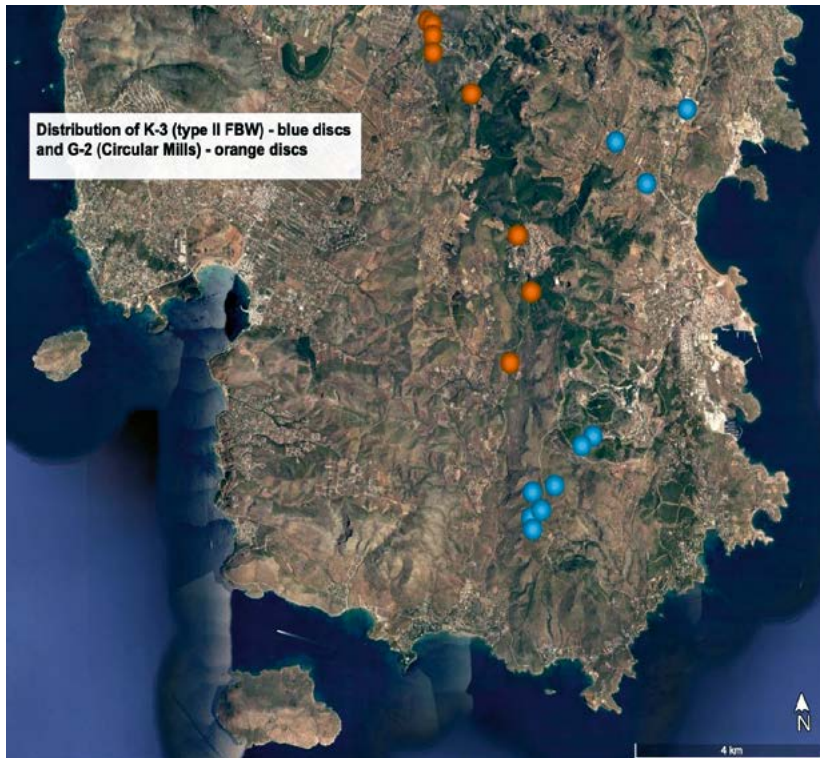 Distribution of K-3 (type II FBW) - blue discs
and G-2 (Circular Mills) - orange discs
N
4 km